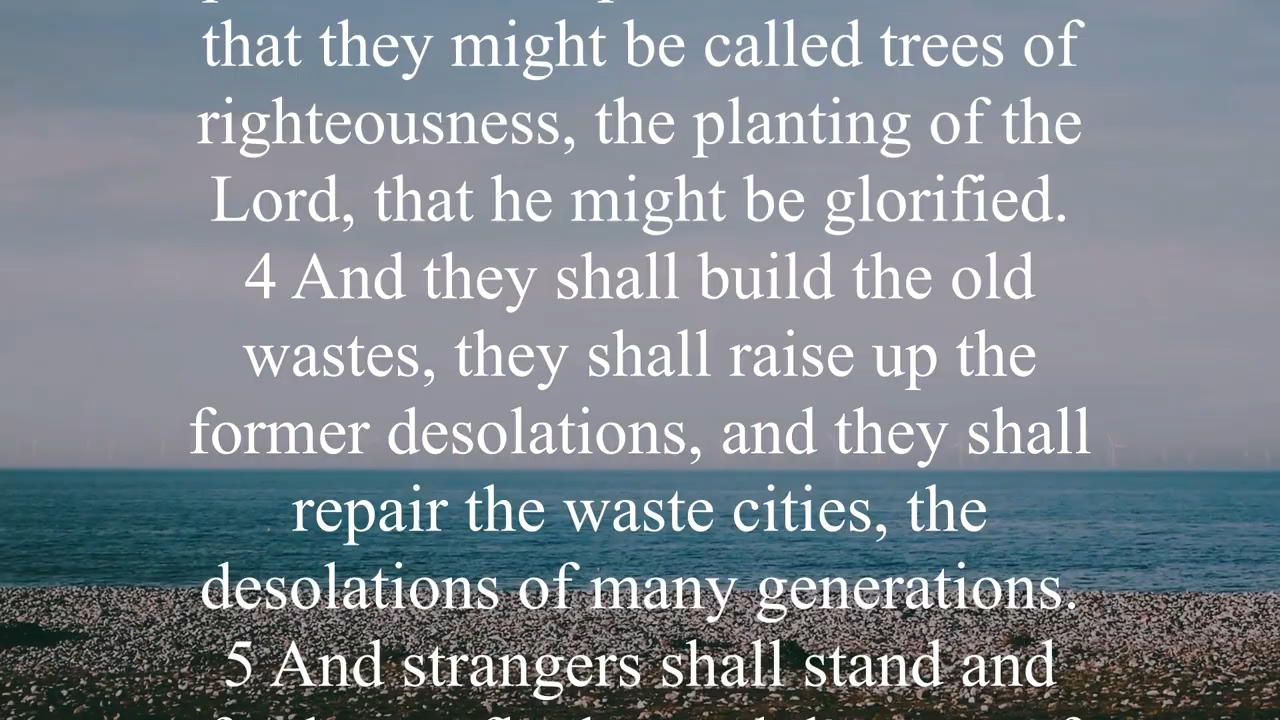 that they might be called trees of
righteousness, the planting of the
Lord, that he might be glorified.
4 And they shall build the old
wastes, they shall raise up the
former desolations, and they shall
repair the waste cities, the
desolations of many generations.
5 And strangers shall stand and